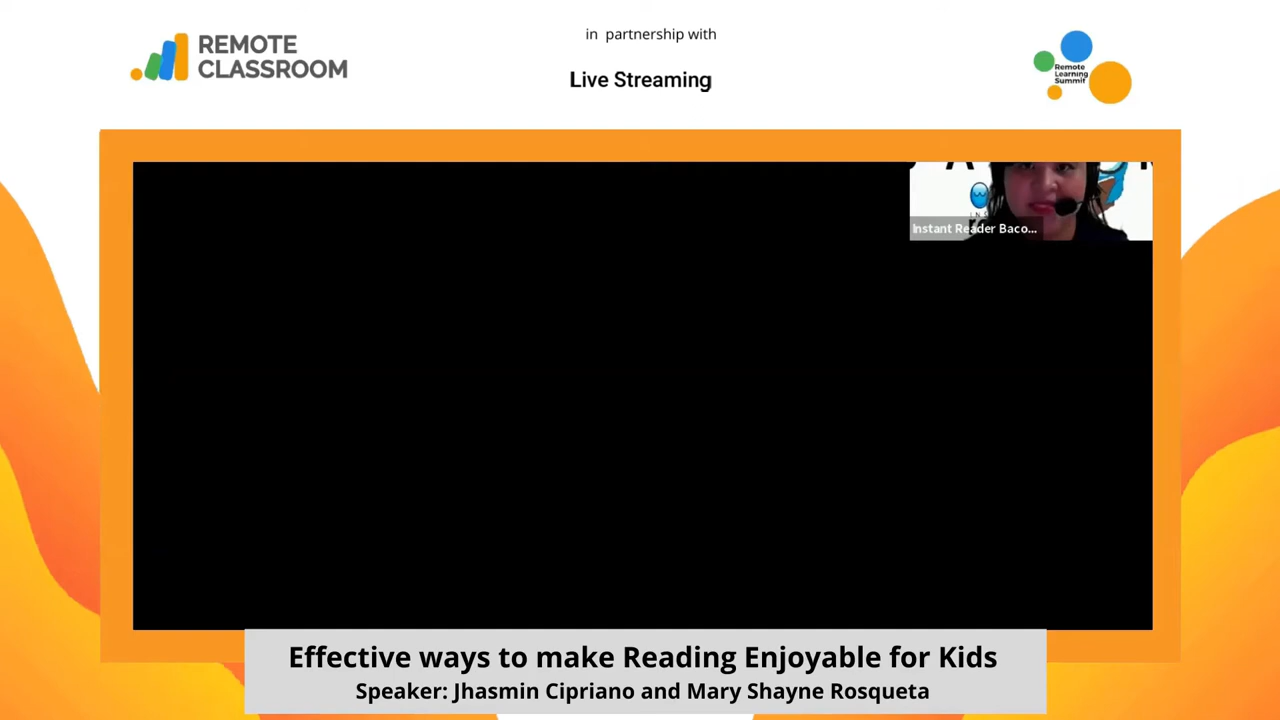 REMOTE
CLASSROOM
in partnership with
Live Streaming
Remote
Learning
Summit
Instant Reader Baco...
Effective ways to make Reading Enjoyable for Kids
Speaker: Jhasmin Cipriano and Mary Shayne Rosqueta